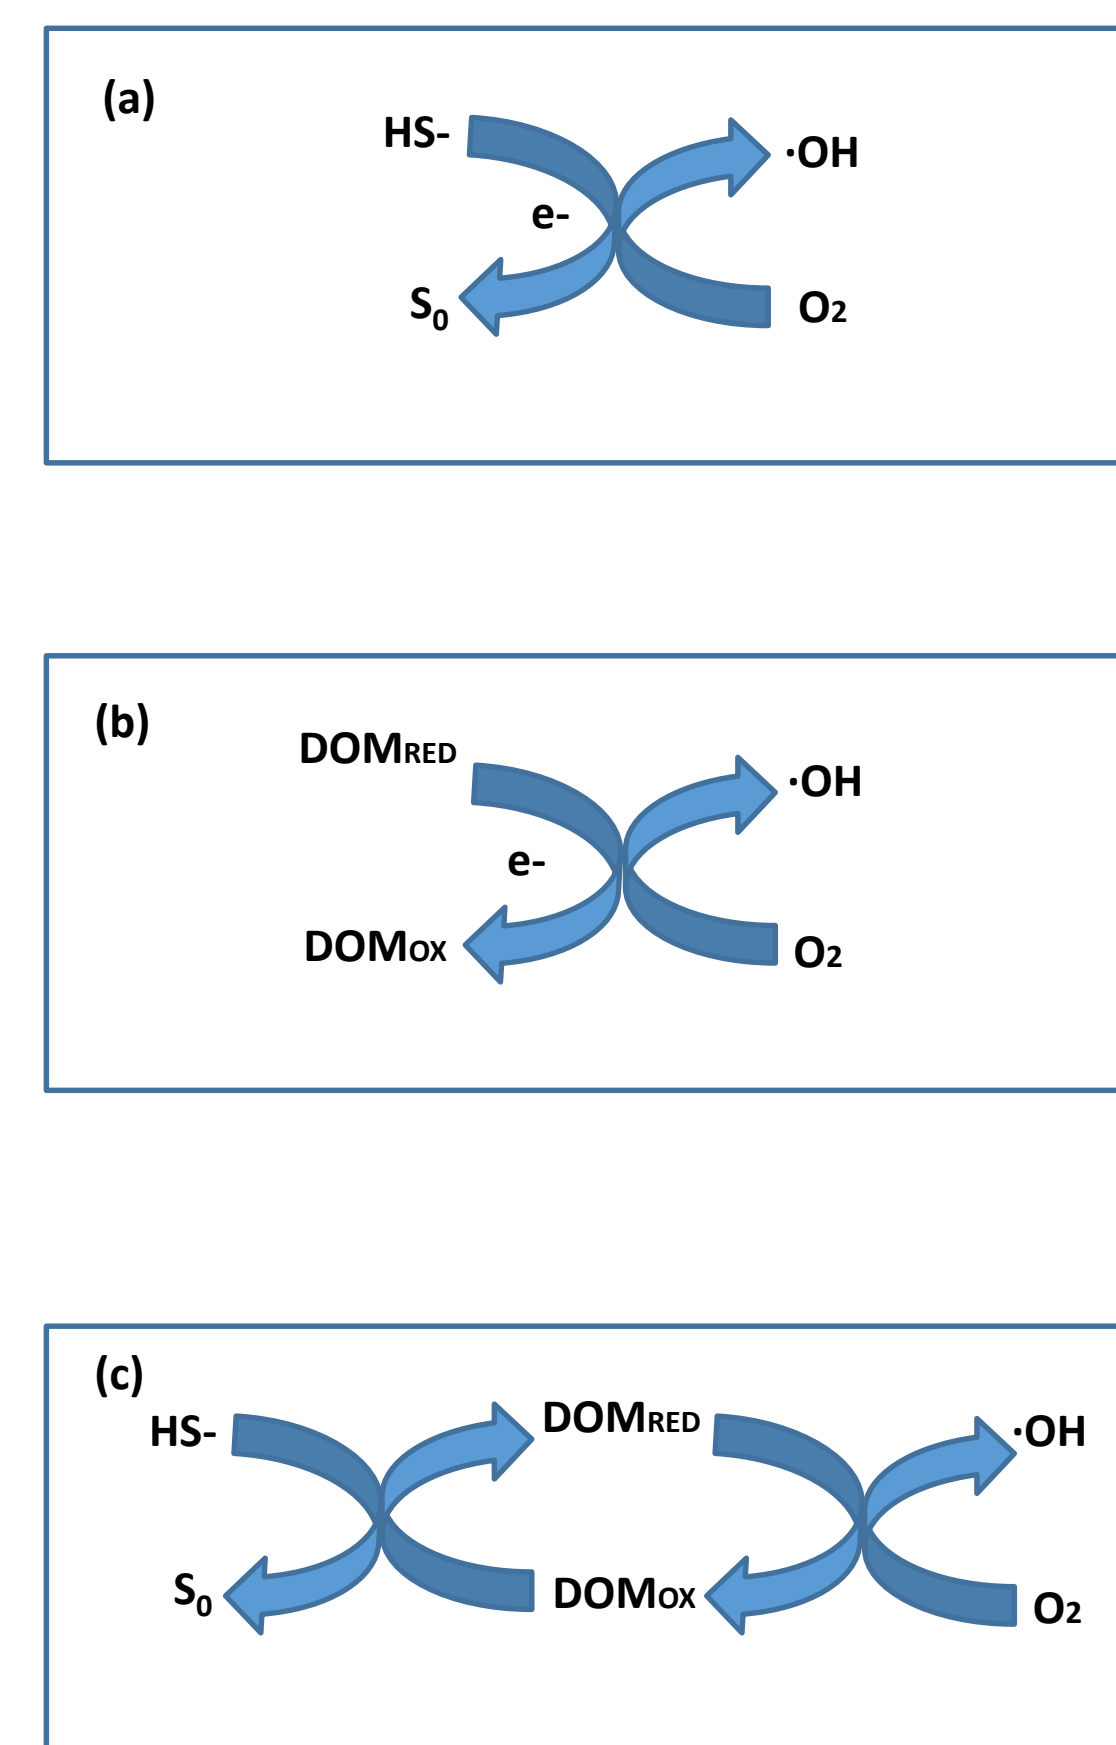 (a)
HS-
·OH
e-
S0
O2
(b)
DOMRED
·OH
e-
DOMOX
O2
(c)
HS-
DOMRED
·OH
S0
DOMOX
O2